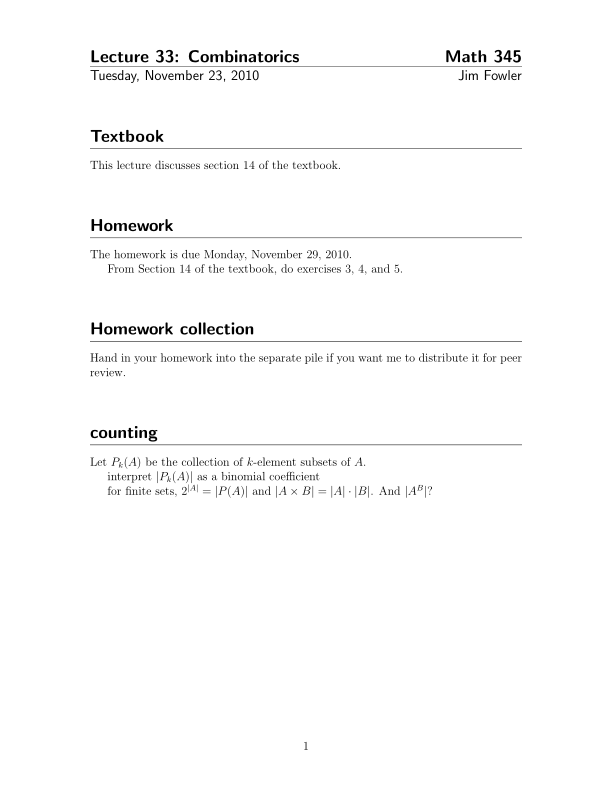 Lecture 33: Combinatorics Math 345
Tuesday, November 23, 2010 Jim Fowler
Textbook
This lecture discusses section 14 of the textbook.
Homework
The homework is due Monday, November 29, 2010.
From Section 14 of the textbook, do exercises 3, 4, and 5.
Homework collection
Hand in your homework into the separate pile if you want me to distribute it for peer
review.
counting
Let $P_k(A)$ be the collection of $k$-element subsets of $A$.
interpret $|P_k(A)|$ as a binomial coefficient
for finite sets, $2^{|A|} = |P(A)|$ and $|A \times B| = |A| \cdot |B|$. And $|A^B|$?
1